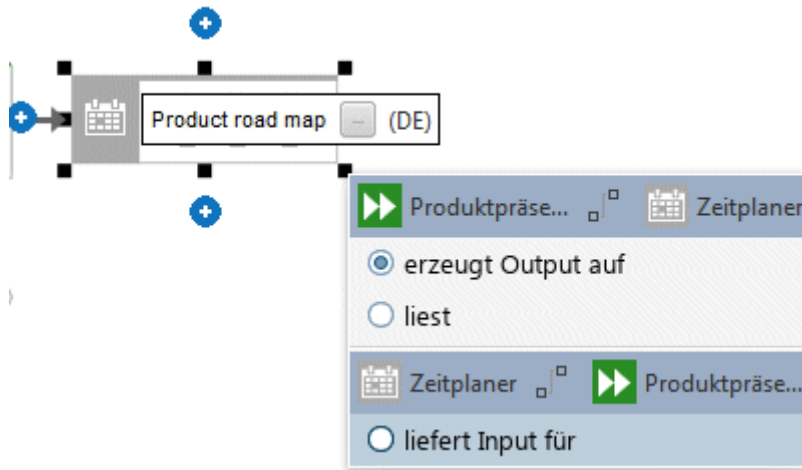 Product road map (DE)
Produktpräse... Zeitplaner
erzeugt Output auf
liest
Zeitplaner Produktpräse...
liefert Input für